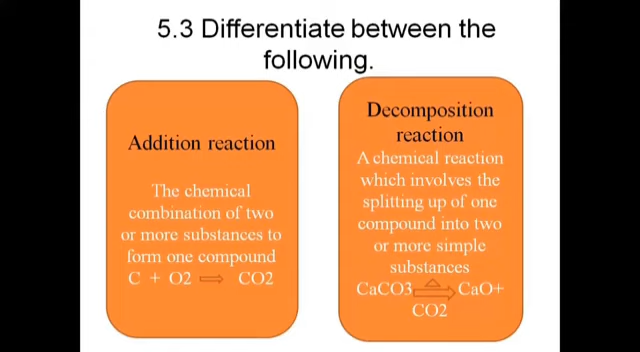 5.3 Differentiate between the
following.
Addition reaction
The chemical
combination of two
or more substances to
form one compound
C + O2 ⇒ CO2
Decomposition
reaction
A chemical reaction
which involves the
splitting up of one
compound into two
or more simple
substances
CaCO3 ⇒ CaO+
CO2